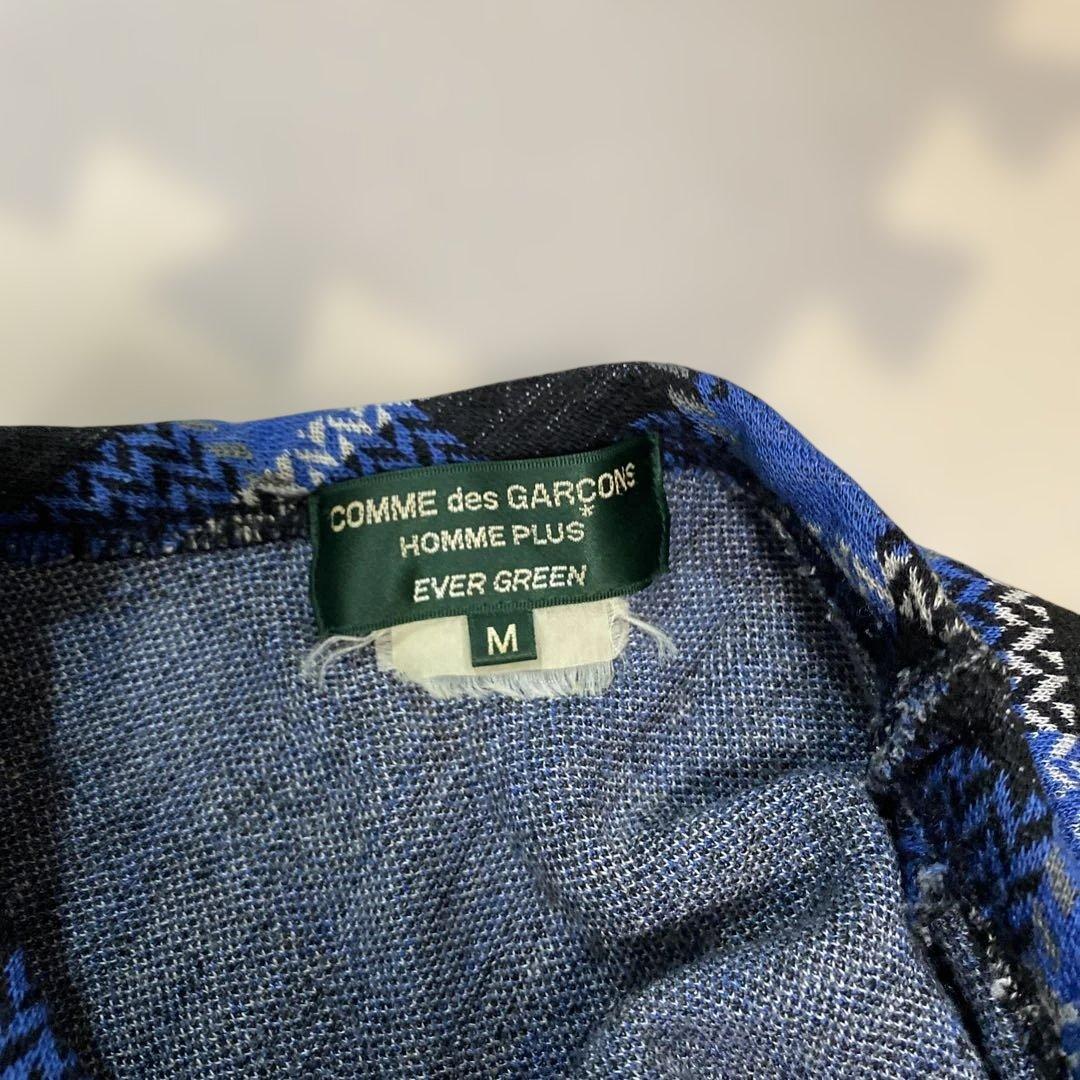 COMME des GARÇONS
HOMME PLUS*
EVER GREEN
M